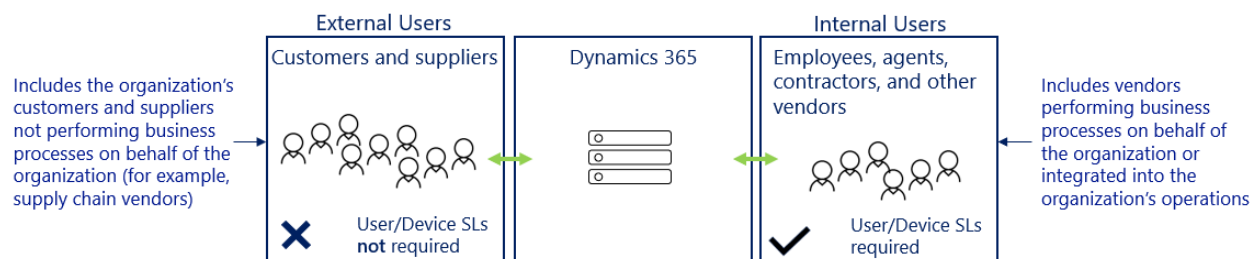 External Users
Internal Users
Includes the organization's
customers and suppliers
not performing business
processes on behalf of the
organization (for example,
supply chain vendors)
Customers and suppliers
User/Device SLs
not required
Dynamics 365
Employees, agents,
contractors, and other
vendors
User/Device SLs
required
Includes vendors
performing business
processes on behalf of
the organization or
integrated into the
organization's operations